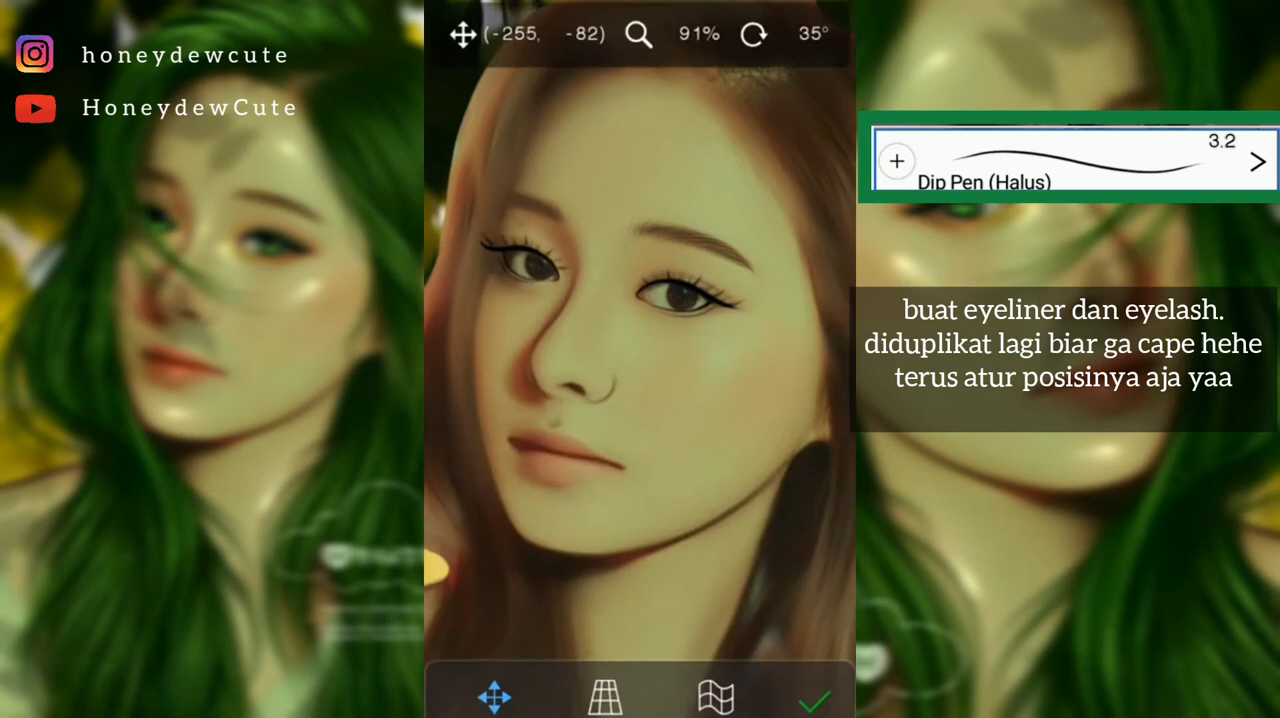 honeydewcute
HoneydewCute
(-255, -82) 91% 35°
3.2
Dip Pen (Halus)
buat eyeliner dan eyelash.
diduplikat lagi biar ga cape hehe
terus atur posisinya aja yaa